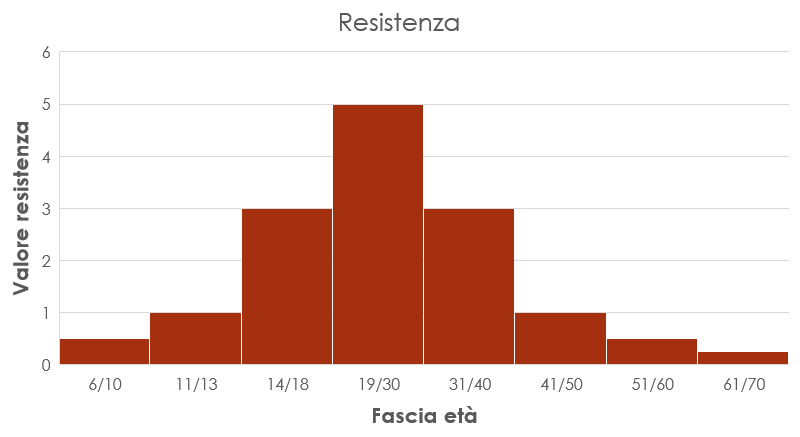 Resistenza
Valore resistenza
6
5
4
3
2
1
0
6/10 11/13 14/18 19/30 31/40 41/50 51/60 61/70
Fascia età